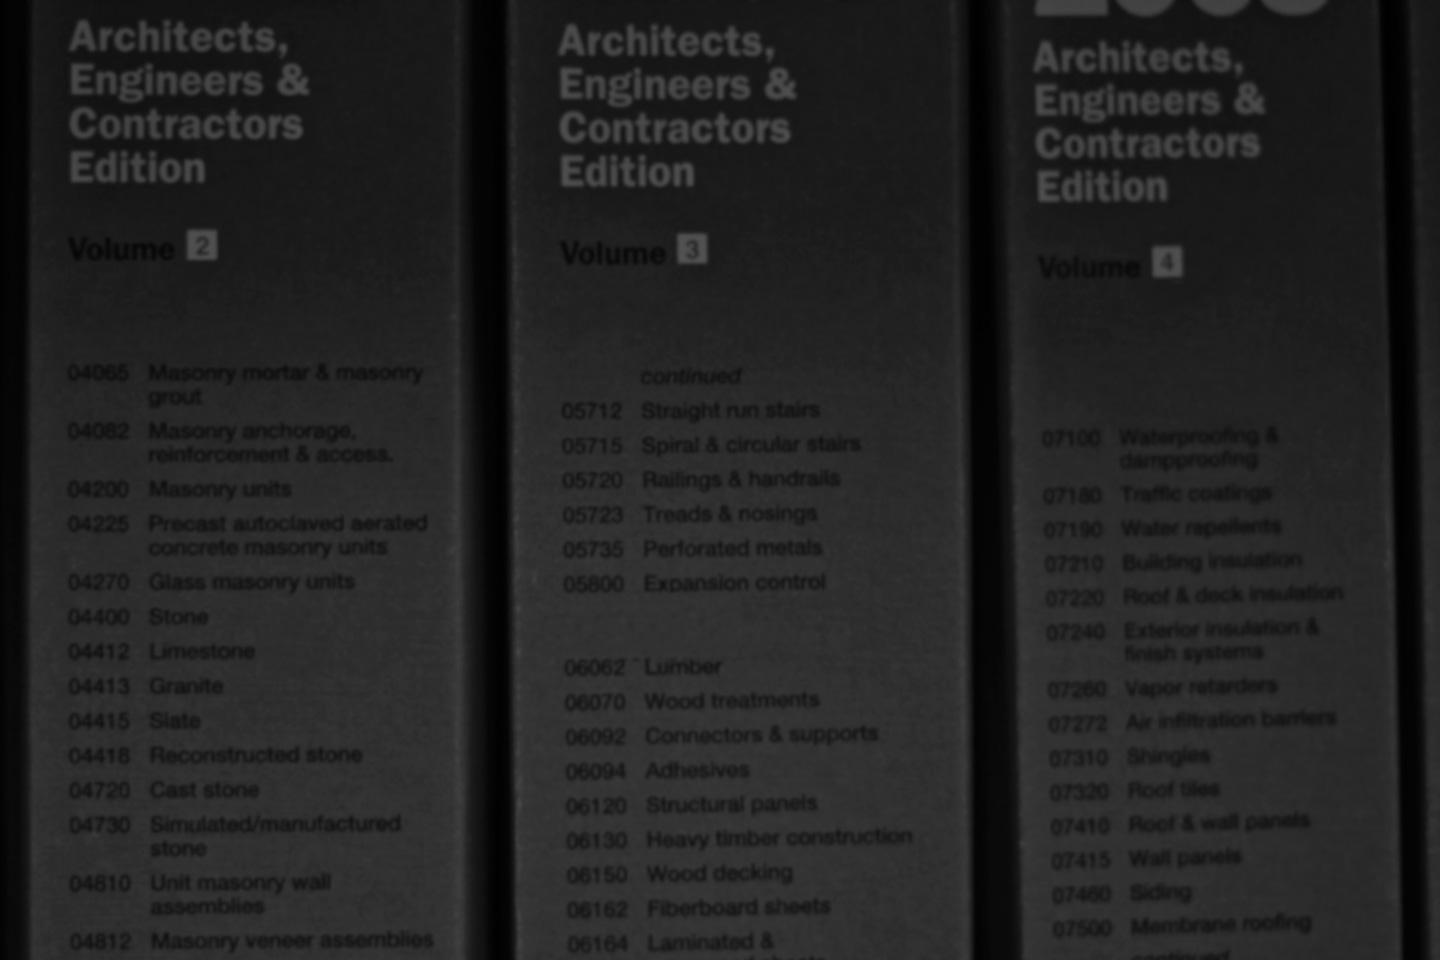 Architects,
Engineers &
Contractors
Edition
Volume 2
04065 Masonry mortar & masonry
grout
04082 Masonry anchorage,
reinforcement & access.
04200 Masonry units
04225 Precast autoclaved aerated
concrete masonry units
04270 Glass masonry units
04400 Stone
04412 Limestone
04413 Granite
04415 Slate
04418 Reconstructed stone
04720 Cast stone
04730 Simulated/manufactured
stone
04810 Unit masonry wall
assemblies
04812 Masonry veneer assemblies
Architects,
Engineers &
Contractors
Edition
Volume 3
continued
05712 Straight run stairs
05715 Spiral & circular stairs
05720 Railings & handrails
05723 Treads & nosings
05735 Perforated metals
05800 Expansion control
06062 Lumber
06070 Wood treatments
06092 Connectors & supports
06094 Adhesives
06120 Structural panels
06130 Heavy timber construction
06150 Wood decking
06162 Fiberboard sheets
06164 Laminated &
Architects,
Engineers &
Contractors
Edition
Volume 4
07100 Waterproofing &
dampproofing
07180 Traffic coatings
07190 Water repellents
07210 Building insulation
07220 Roof & deck insulation
07240 Exterior insulation &
finish systems
07260 Vapor retarders
07272 Air infiltration barriers
07310 Shingles
07320 Roof tiles
07410 Roof & wall panels
07415 Wall panels
07460 Siding
07500 Membrane roofing
continued